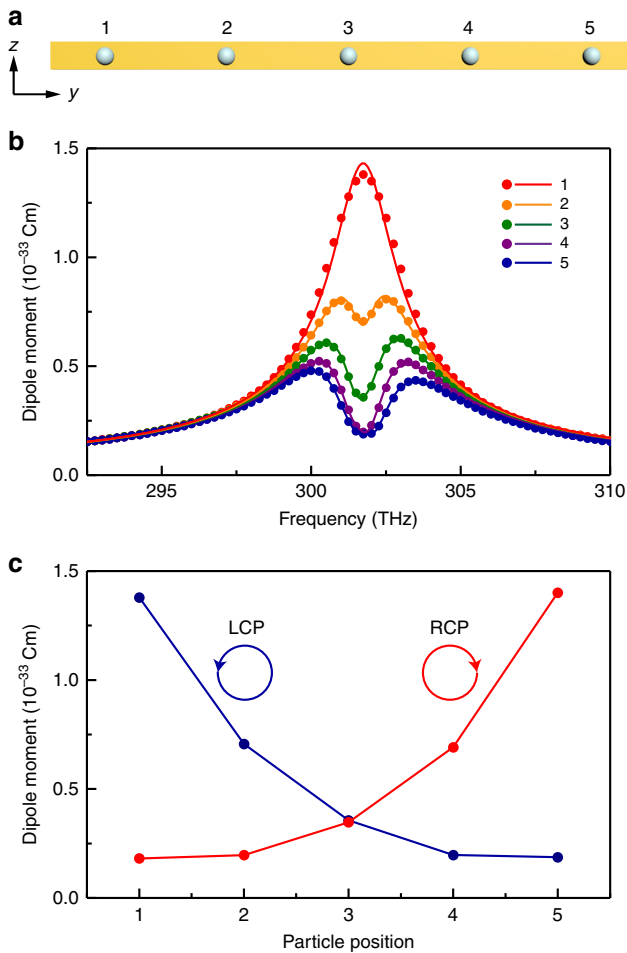 a
1 2 3 4 5
z
y
b
1.5
1.0
0.5
0.0
Dipole moment (10⁻³³ Cm)
1
2
3
4
5
295 300 305 310
Frequency (THz)
c
1.5
1.0
0.5
0.0
Dipole moment (10⁻³³ Cm)
LCP RCP
1 2 3 4 5
Particle position